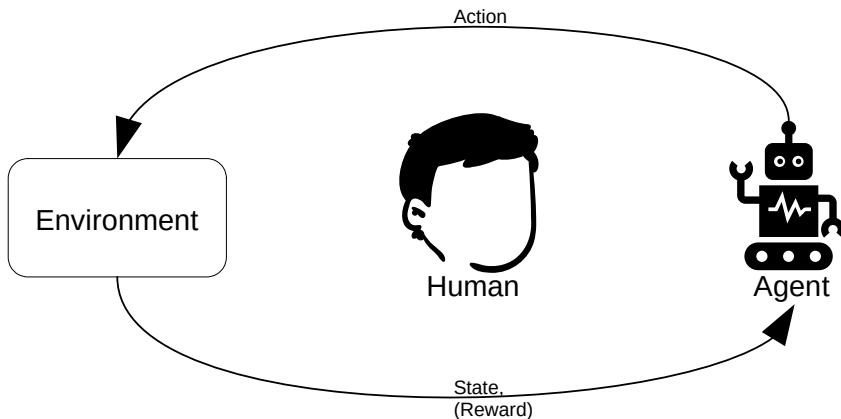 Action
Environment
Human
Agent
State,
(Reward)